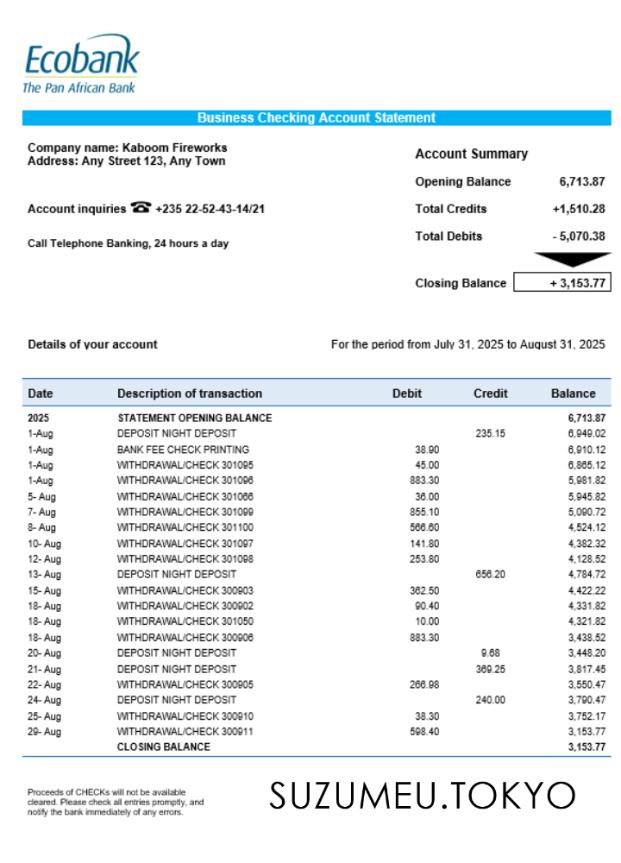 Ecobank
The Pan African Bank
Business Checking Account Statement
Company name: Kaboom Fireworks
Address: Any Street 123, Any Town
Account inquiries ☎ +235 22-52-43-14/21
Call Telephone Banking, 24 hours a day
Account Summary
Opening Balance 6,713.87
Total Credits +1,510.28
Total Debits - 5,070.38
Closing Balance + 3,153.77
Details of your account For the period from July 31, 2025 to August 31, 2025
Date Description of transaction Debit Credit Balance
2025 STATEMENT OPENING BALANCE 6,713.87
1-Aug DEPOSIT NIGHT DEPOSIT 235.15 6,949.02
1-Aug BANK FEE CHECK PRINTING 38.90 6,910.12
1-Aug WITHDRAWAL/CHECK 301095 45.00 6,865.12
1-Aug WITHDRAWAL/CHECK 301096 883.30 5,981.82
5- Aug WITHDRAWAL/CHECK 301066 36.00 5,945.82
7- Aug WITHDRAWAL/CHECK 301099 855.10 5,090.72
8- Aug WITHDRAWAL/CHECK 301100 566.60 4,524.12
10- Aug WITHDRAWAL/CHECK 301097 141.80 4,382.32
12- Aug WITHDRAWAL/CHECK 301098 253.80 4,128.52
13- Aug DEPOSIT NIGHT DEPOSIT 656.20 4,784.72
15- Aug WITHDRAWAL/CHECK 300903 362.50 4,422.22
18- Aug WITHDRAWAL/CHECK 300902 90.40 4,331.82
18- Aug WITHDRAWAL/CHECK 301050 10.00 4,321.82
18- Aug WITHDRAWAL/CHECK 300906 883.30 3,438.52
20- Aug DEPOSIT NIGHT DEPOSIT 9.68 3,448.20
21- Aug DEPOSIT NIGHT DEPOSIT 369.25 3,817.45
22- Aug WITHDRAWAL/CHECK 300905 266.98 3,550.47
24- Aug DEPOSIT NIGHT DEPOSIT 240.00 3,790.47
25- Aug WITHDRAWAL/CHECK 300910 38.30 3,752.17
29- Aug WITHDRAWAL/CHECK 300911 598.40 3,153.77
CLOSING BALANCE 3,153.77
Proceeds of CHECKs will not be available
cleared. Please check all entries promptly, and
notify the bank immediately of any errors.
SUZUMEU.TOKYO